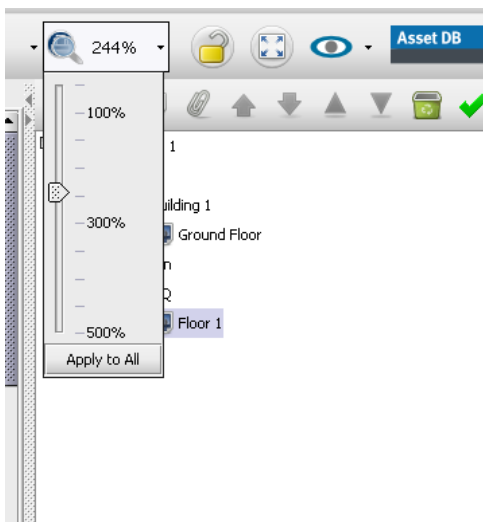 244%
Asset DB
100%
1
uilding 1
300%
Ground Floor
n
Q
Floor 1
500%
Apply to All